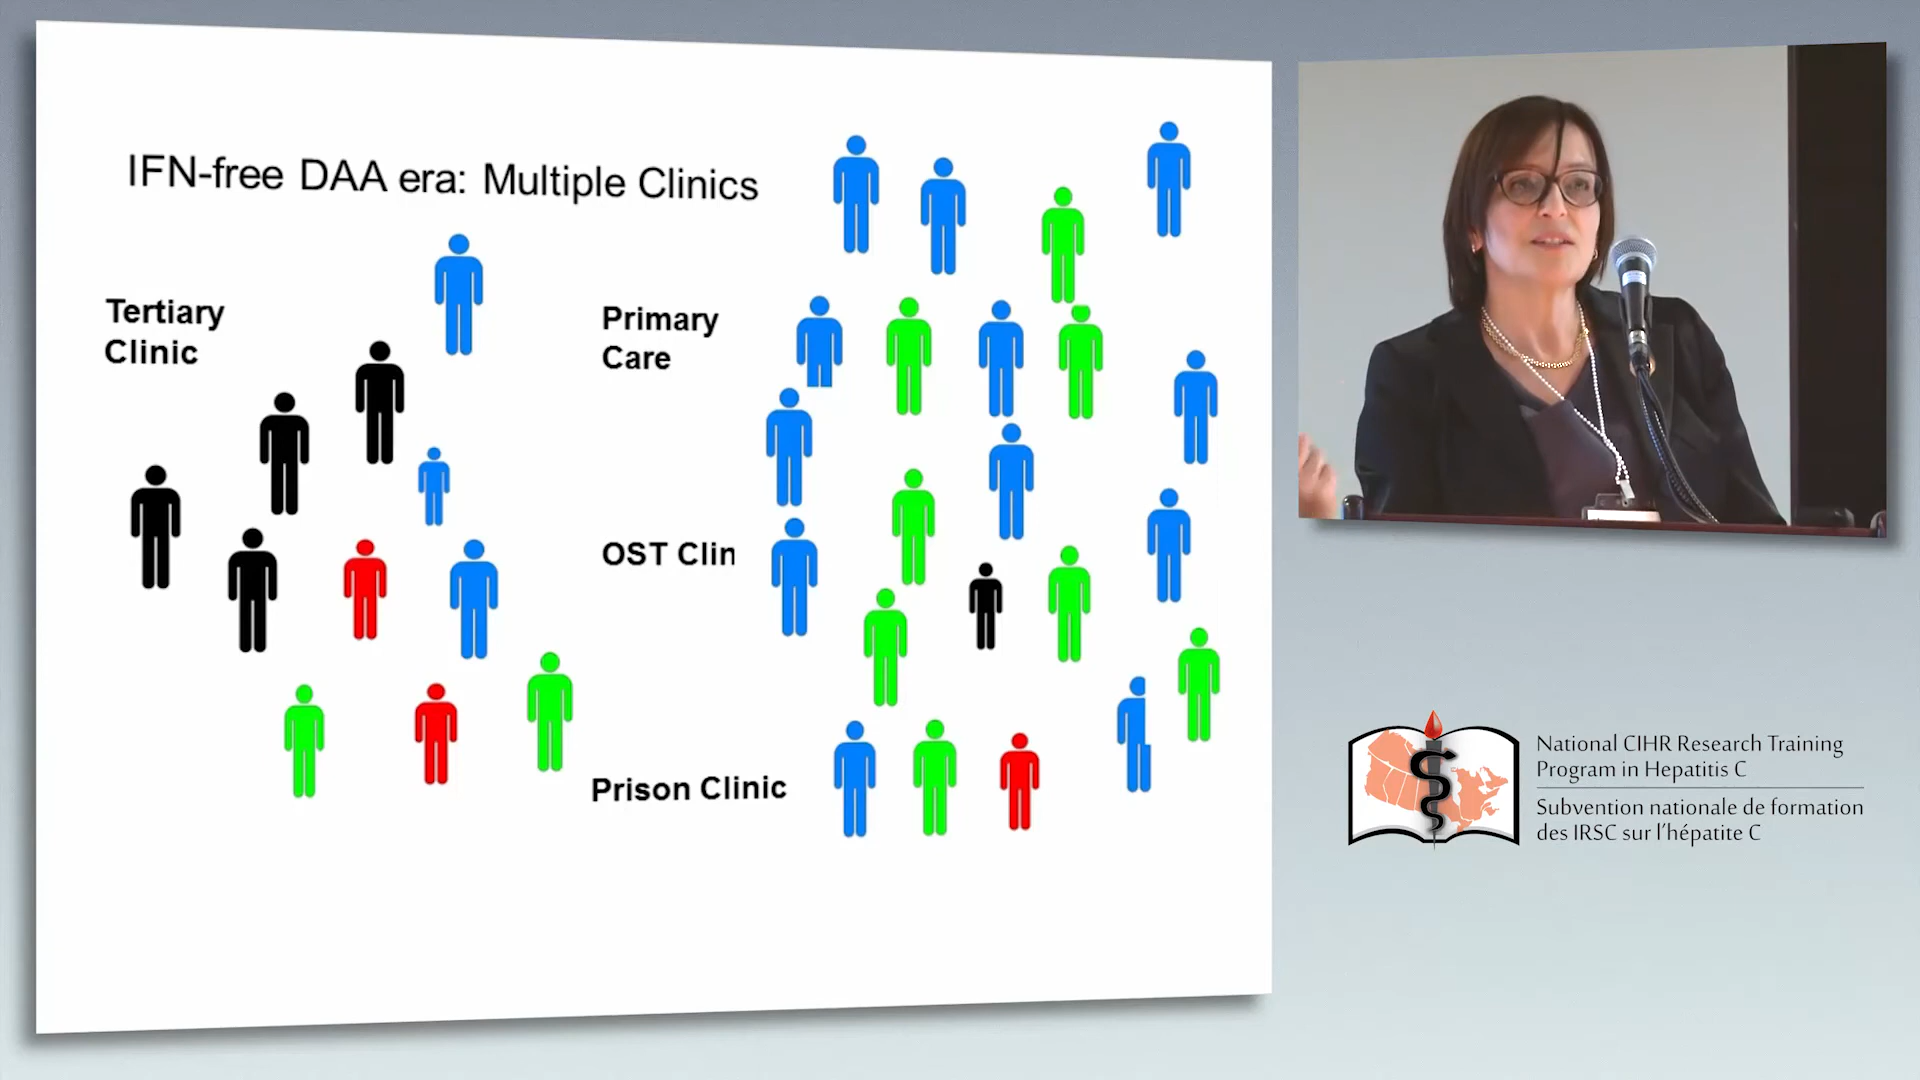 IFN-free DAA era: Multiple Clinics
Tertiary
Clinic
Primary
Care
OST Clin
Prison Clinic
National CIHR Research Training
Program in Hepatitis C
Subvention nationale de formation
des IRSC sur l'hépatite C